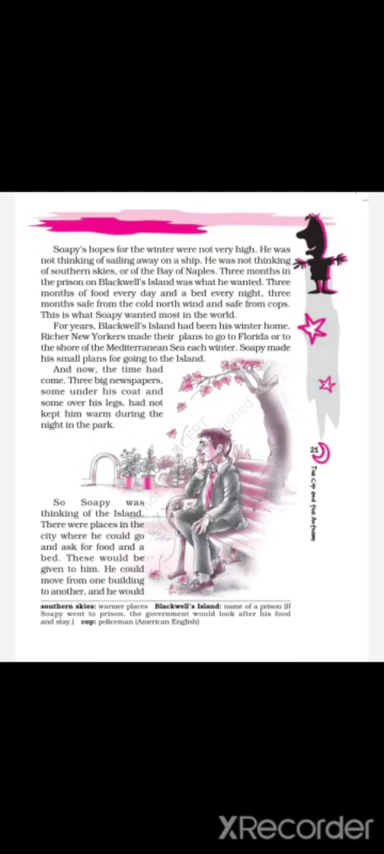 Soapy's hopes for the winter were not very high. He was
not thinking of sailing away on a ship. He was not thinking
of southern skies, or of the Bay of Naples. Three months in
the prison on Blackwell's Island was what he wanted. Three
months of food every day and a bed every night, three
months safe from the cold north wind and safe from cops.
This is what Soapy wanted most in the world.
For years, Blackwell's Island had been his winter home.
Richer New Yorkers made their plans to go to Florida or to
the shore of the Mediterranean Sea each winter. Soapy made
his small plans for going to the Island.
And now, the time had
come. Three big newspapers,
some under his coat and
some over his legs, had not
kept him warm during the
night in the park.
So Soapy was
thinking of the Island.
There were places in the
city where he could go
and ask for food and a
bed. These would be
given to him. He could
move from one building
to another, and he would
southern skies: warmer places Blackwell's Island: name of a prison (If
Soapy went to prison, the government would look after his food
and stay.) cop: policeman (American English)
21
The Cop and the Anthem
XRecorder